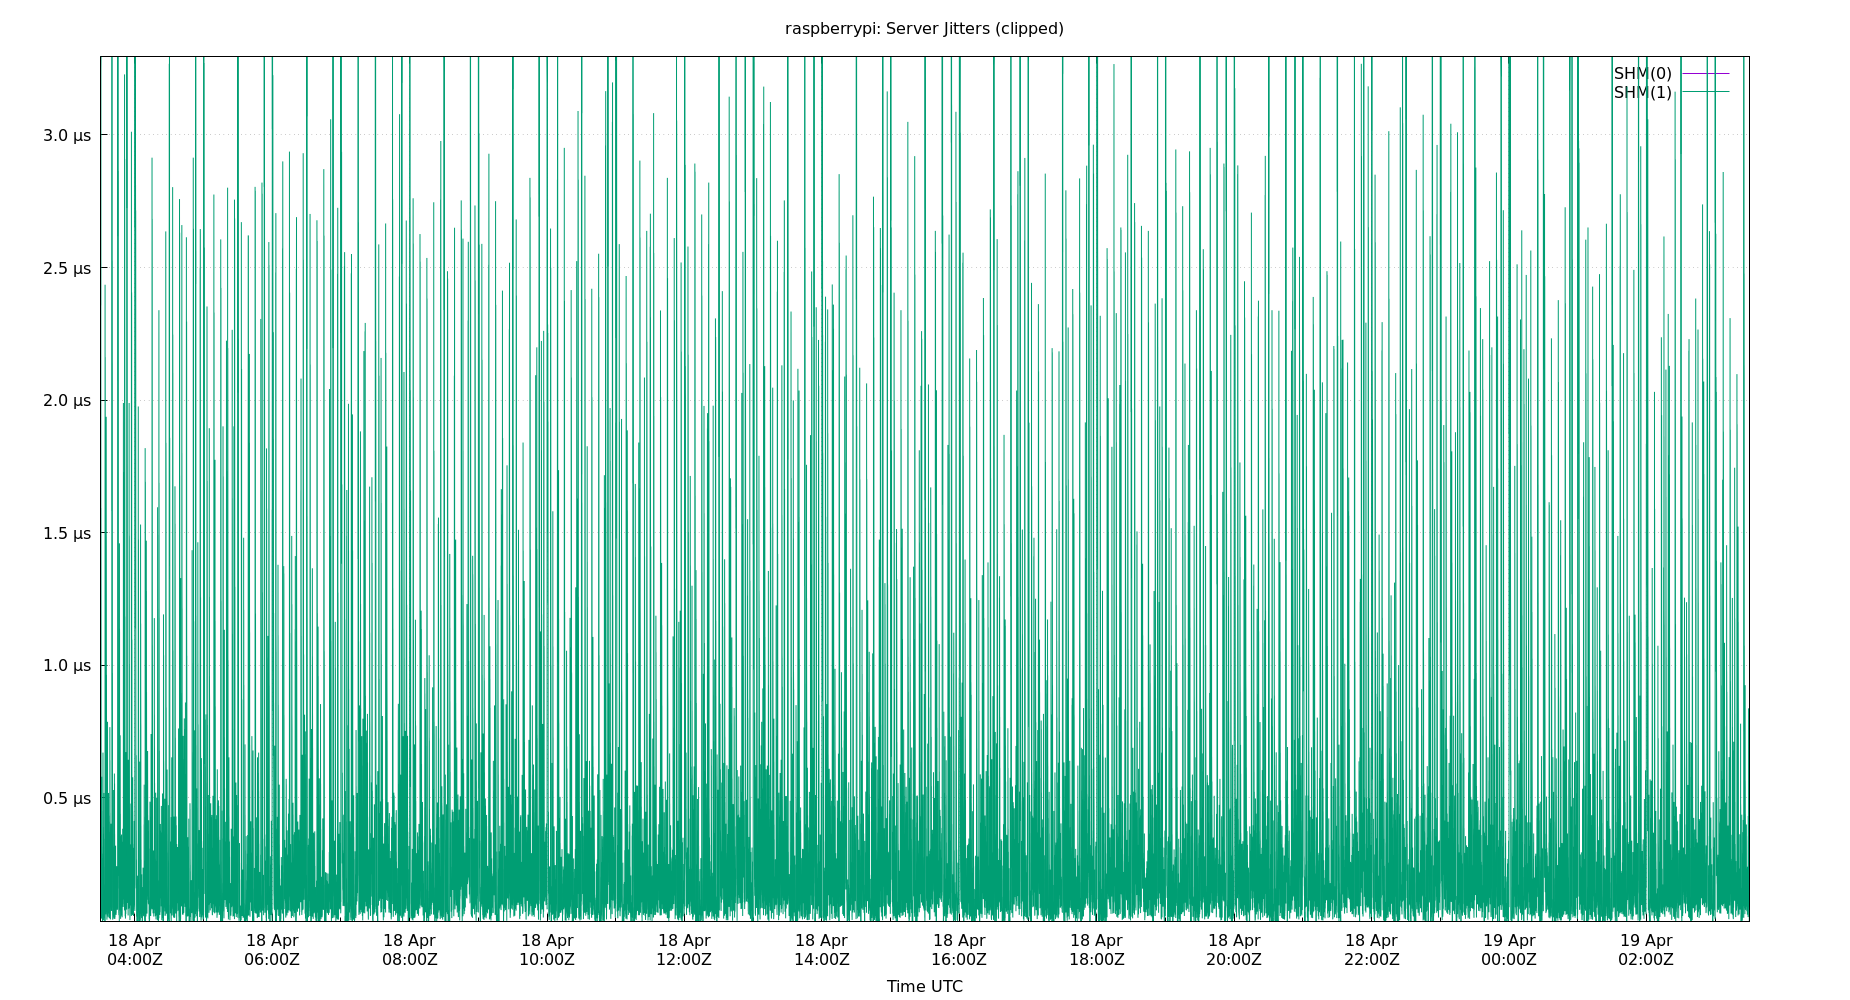 raspberrypi: Server Jitters (clipped)
SHM(0)
SHM(1)
3.0 µs
2.5 µs
2.0 µs
1.5 µs
1.0 µs
0.5 µs
18 Apr 18 Apr 18 Apr 18 Apr 18 Apr 18 Apr 18 Apr 18 Apr 18 Apr 18 Apr 19 Apr 19 Apr
04:00Z 06:00Z 08:00Z 10:00Z 12:00Z 14:00Z 16:00Z 18:00Z 20:00Z 22:00Z 00:00Z 02:00Z
Time UTC